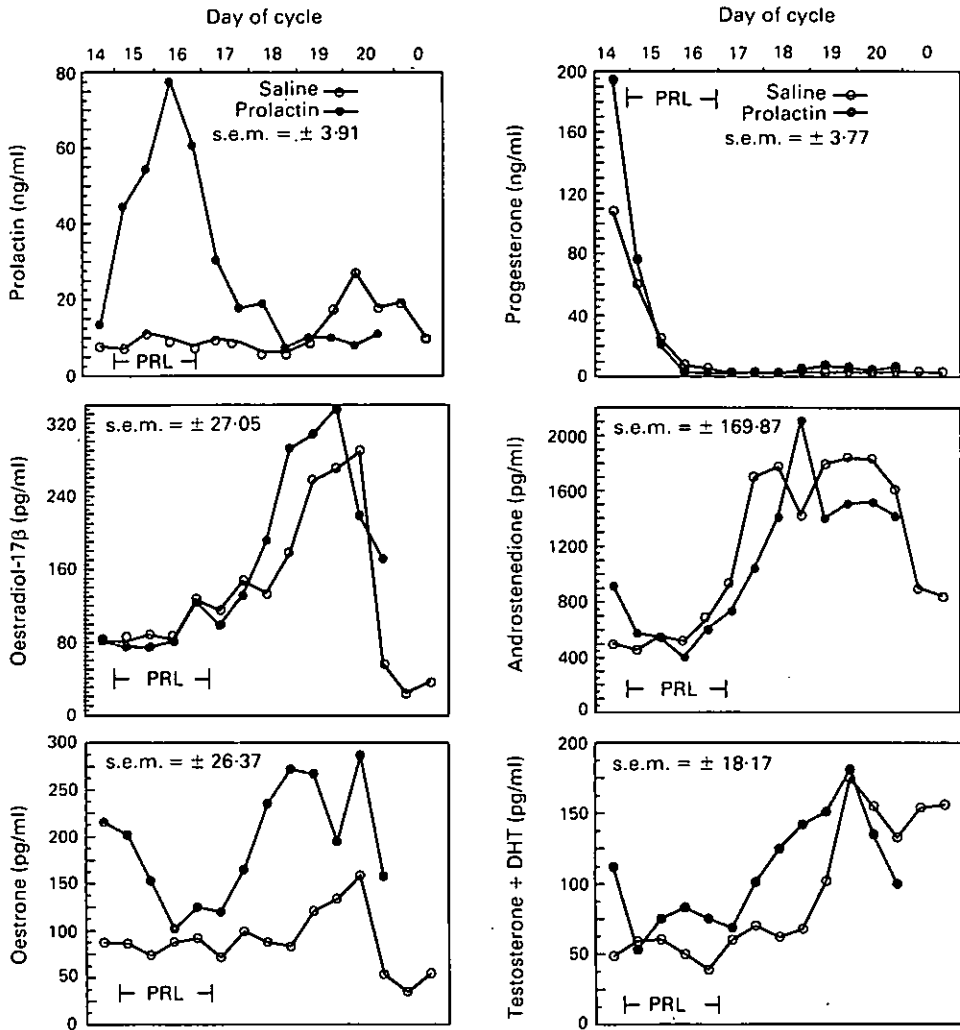 Day of cycle
14 15 16 17 18 19 20 0
80
60
40
20
0
Prolactin (ng/ml)
Saline
Prolactin
s.e.m. = ± 3·91
PRL
Day of cycle
14 15 16 17 18 19 20 0
200
160
120
80
40
0
Progesterone (ng/ml)
PRL
Saline
Prolactin
s.e.m. = ± 3·77
320
240
160
80
0
Oestradiol-17β (pg/ml)
s.e.m. = ± 27·05
PRL
2000
1600
1200
800
400
0
Androstenedione (pg/ml)
s.e.m. = ± 169·87
PRL
300
250
200
150
100
50
0
Oestrone (pg/ml)
s.e.m. = ± 26·37
PRL
200
150
100
50
0
Testosterone + DHT (pg/ml)
s.e.m. = ± 18·17
PRL